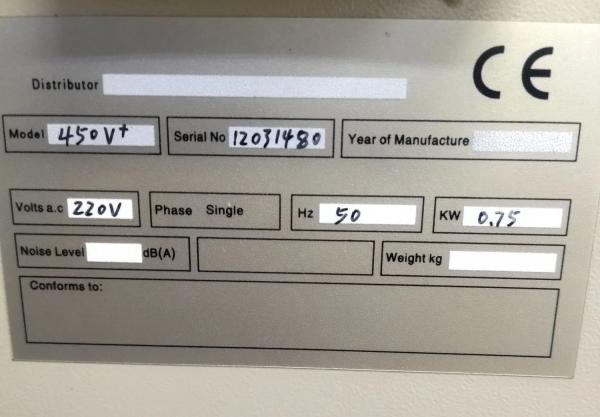 CE
Distributor
Model 450V+ Serial No 12031480 Year of Manufacture
Volts a.c 220V Phase Single Hz 50 KW 0.75
Noise Level dB(A) Weight kg
Conforms to: